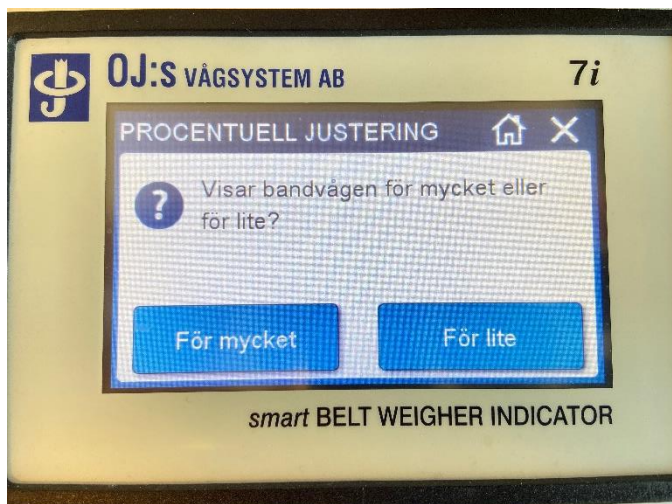 OJ:S VÅGSYSTEM AB
7i
PROCENTUELL JUSTERING
? Visar bandvågen för mycket eller
för lite?
För mycket
För lite
smart BELT WEIGHER INDICATOR